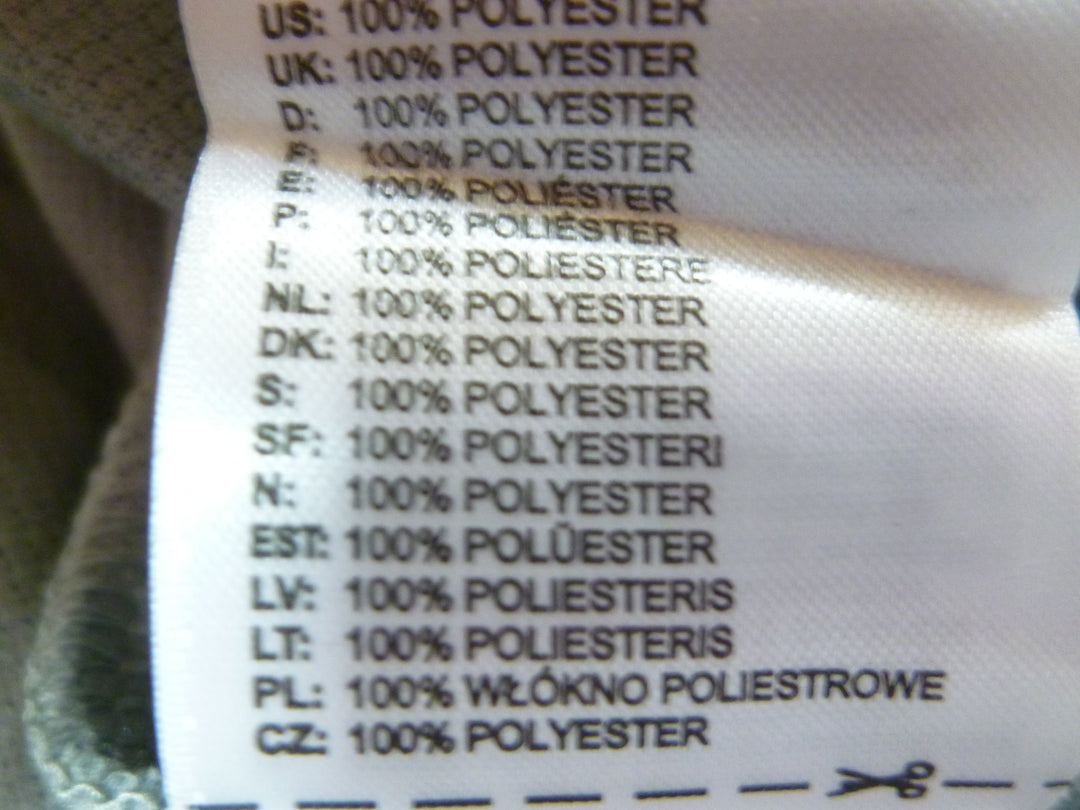 US: 100% POLYESTER
UK: 100% POLYESTER
D: 100% POLYESTER
F: 100% POLYESTER
E: 100% POLIÉSTER
P: 100% POLIÉSTER
I: 100% POLIESTERE
NL: 100% POLYESTER
DK: 100% POLYESTER
S: 100% POLYESTER
SF: 100% POLYESTERI
N: 100% POLYESTER
EST: 100% POLÜESTER
LV: 100% POLIESTERIS
LT: 100% POLIESTERIS
PL: 100% WŁÓKNO POLIESTROWE
CZ: 100% POLYESTER